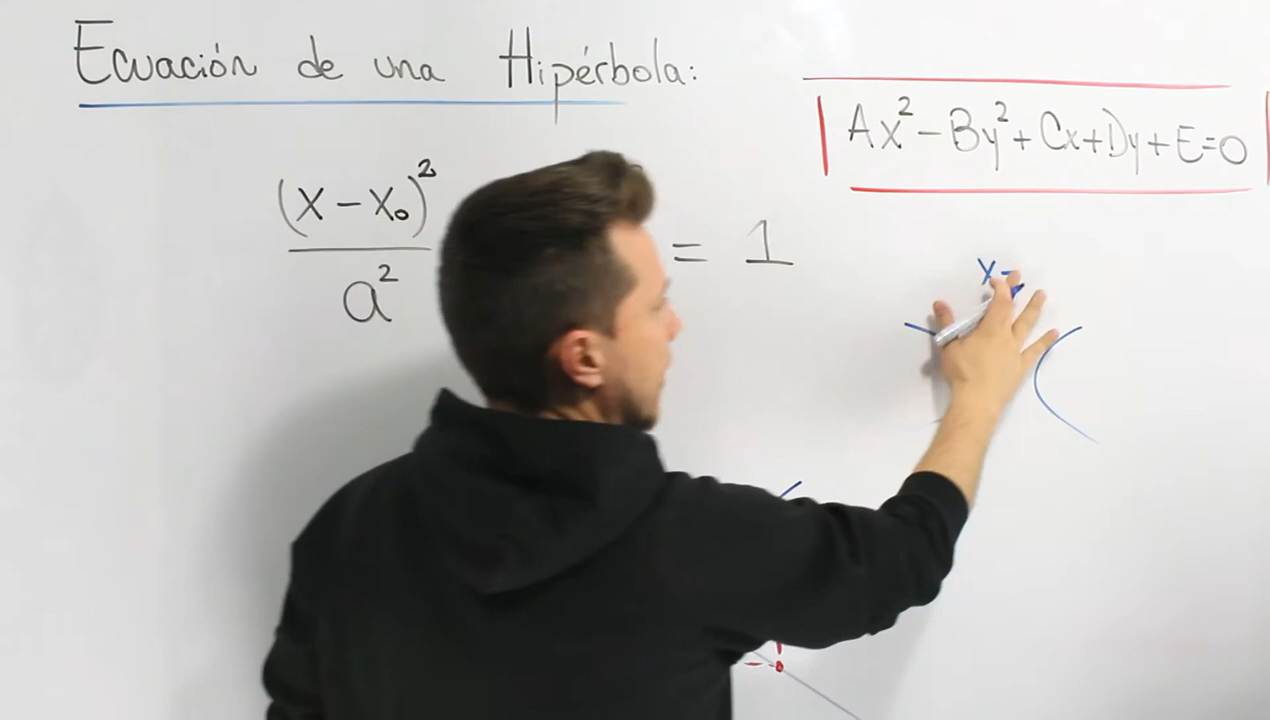 Ecuación de una Hipérbola:
Ax² - By² + Cx + Dy + E = 0
(x - x₀)²
a²
= 1
x -